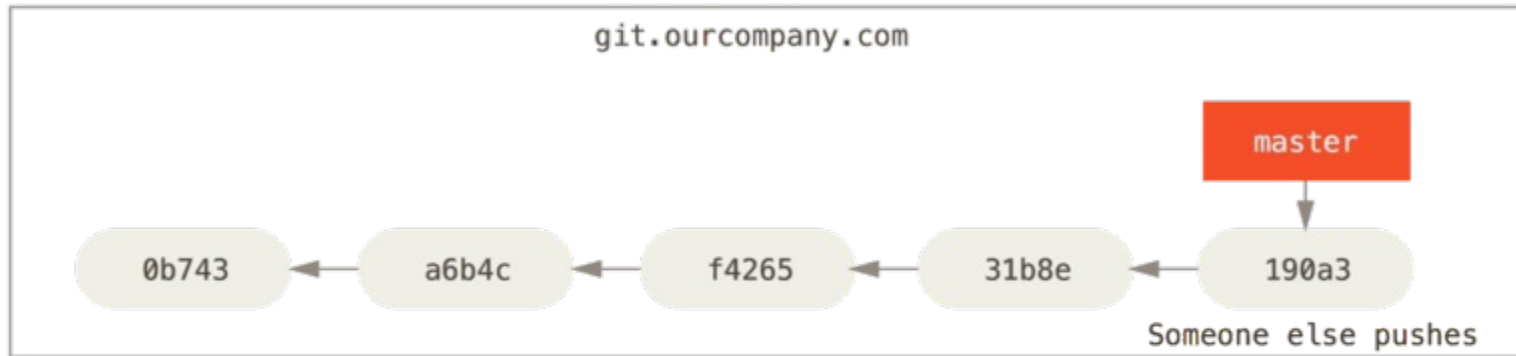 git.ourcompany.com
master
0b743 a6b4c f4265 31b8e 190a3
Someone else pushes